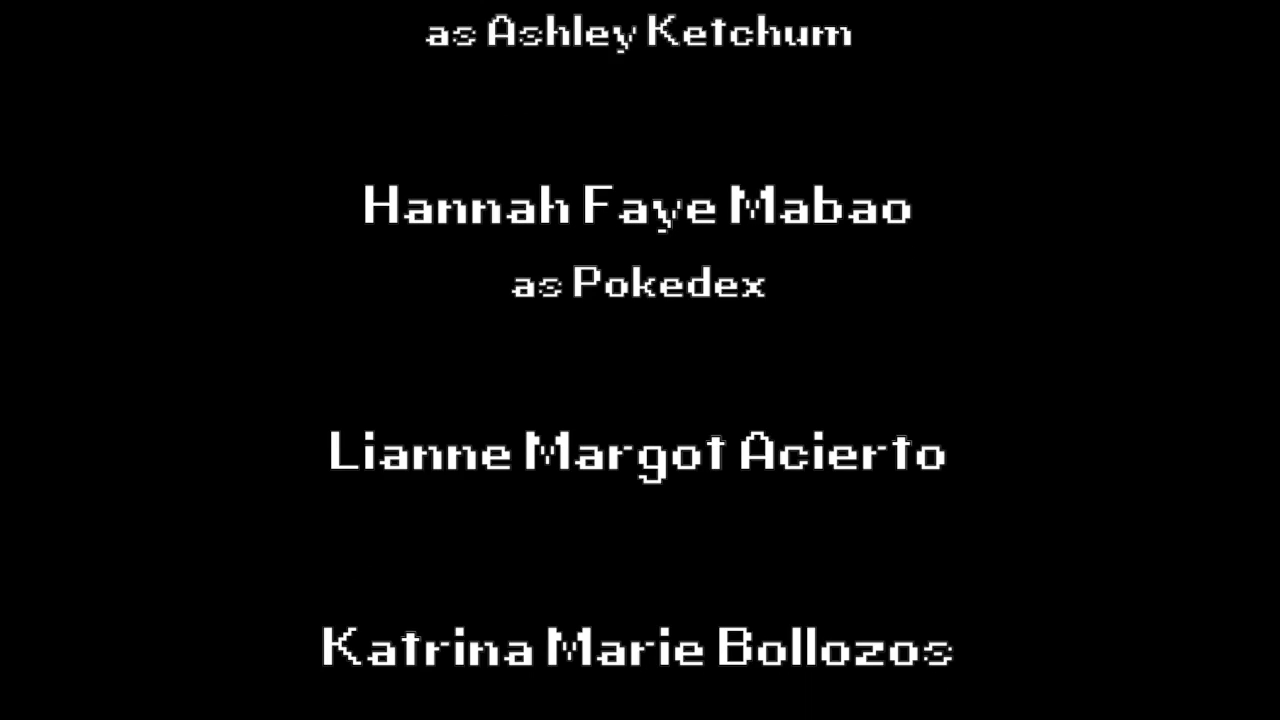 as Ashley Ketchum
Hannah Faye Mabao
as Pokedex
Lianne Margot Acierto
Katrina Marie Bollozos